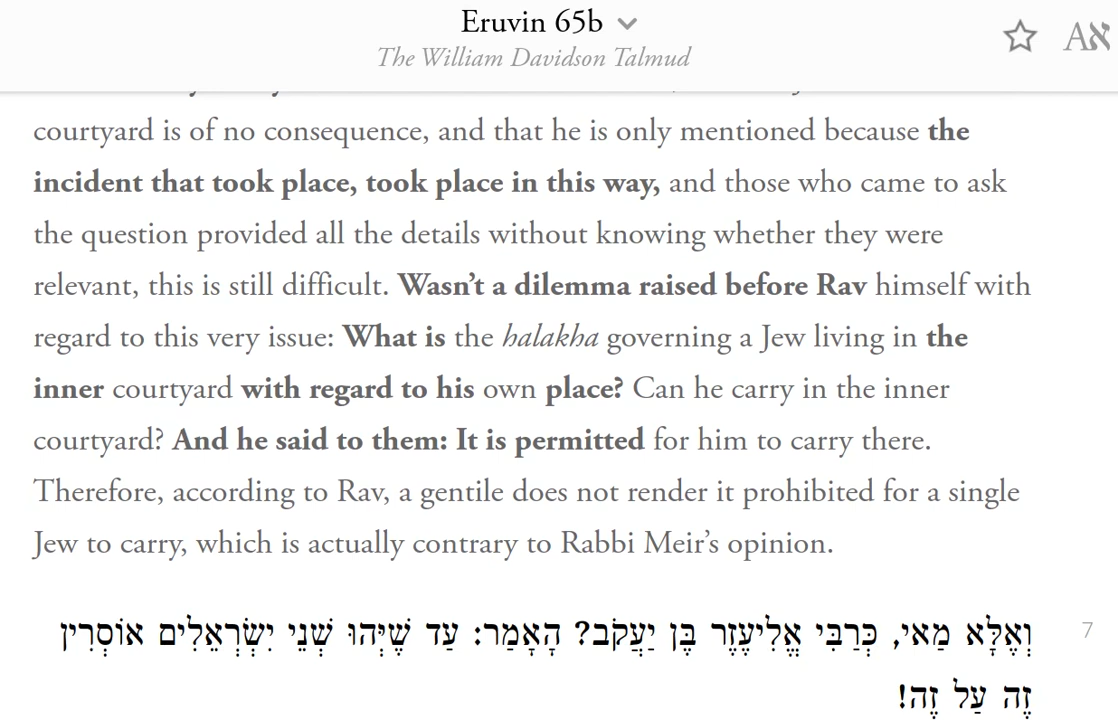 Eruvin 65b
The William Davidson Talmud
courtyard is of no consequence, and that he is only mentioned because the
incident that took place, took place in this way, and those who came to ask
the question provided all the details without knowing whether they were
relevant, this is still difficult. Wasn’t a dilemma raised before Rav himself with
regard to this very issue: What is the halakha governing a Jew living in the
inner courtyard with regard to his own place? Can he carry in the inner
courtyard? And he said to them: It is permitted for him to carry there.
Therefore, according to Rav, a gentile does not render it prohibited for a single
Jew to carry, which is actually contrary to Rabbi Meir’s opinion.
7
וְאֶלָּא מַאי, כְּרַבִּי אֱלִיעֶזֶר בֶּן יַעֲקֹב? הָאָמַר: עַד שֶׁיְּהוּ שְׁנֵי יִשְׂרְאֵלִים אוֹסְרִין
זֶה עַל זֶה!